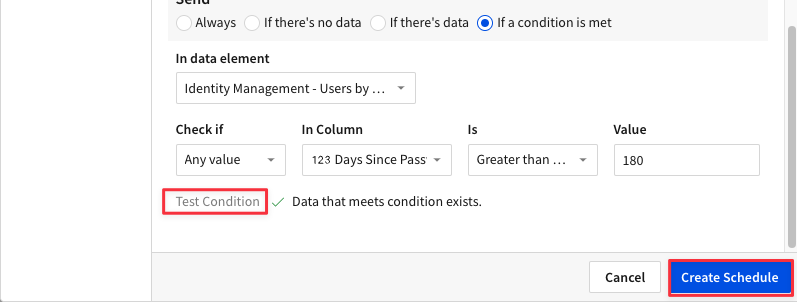 Send
Always If there's no data If there's data If a condition is met
In data element
Identity Management - Users by ...
Check if In Column Is Value
Any value 123 Days Since Pass Greater than ... 180
Test Condition Data that meets condition exists.
Cancel Create Schedule